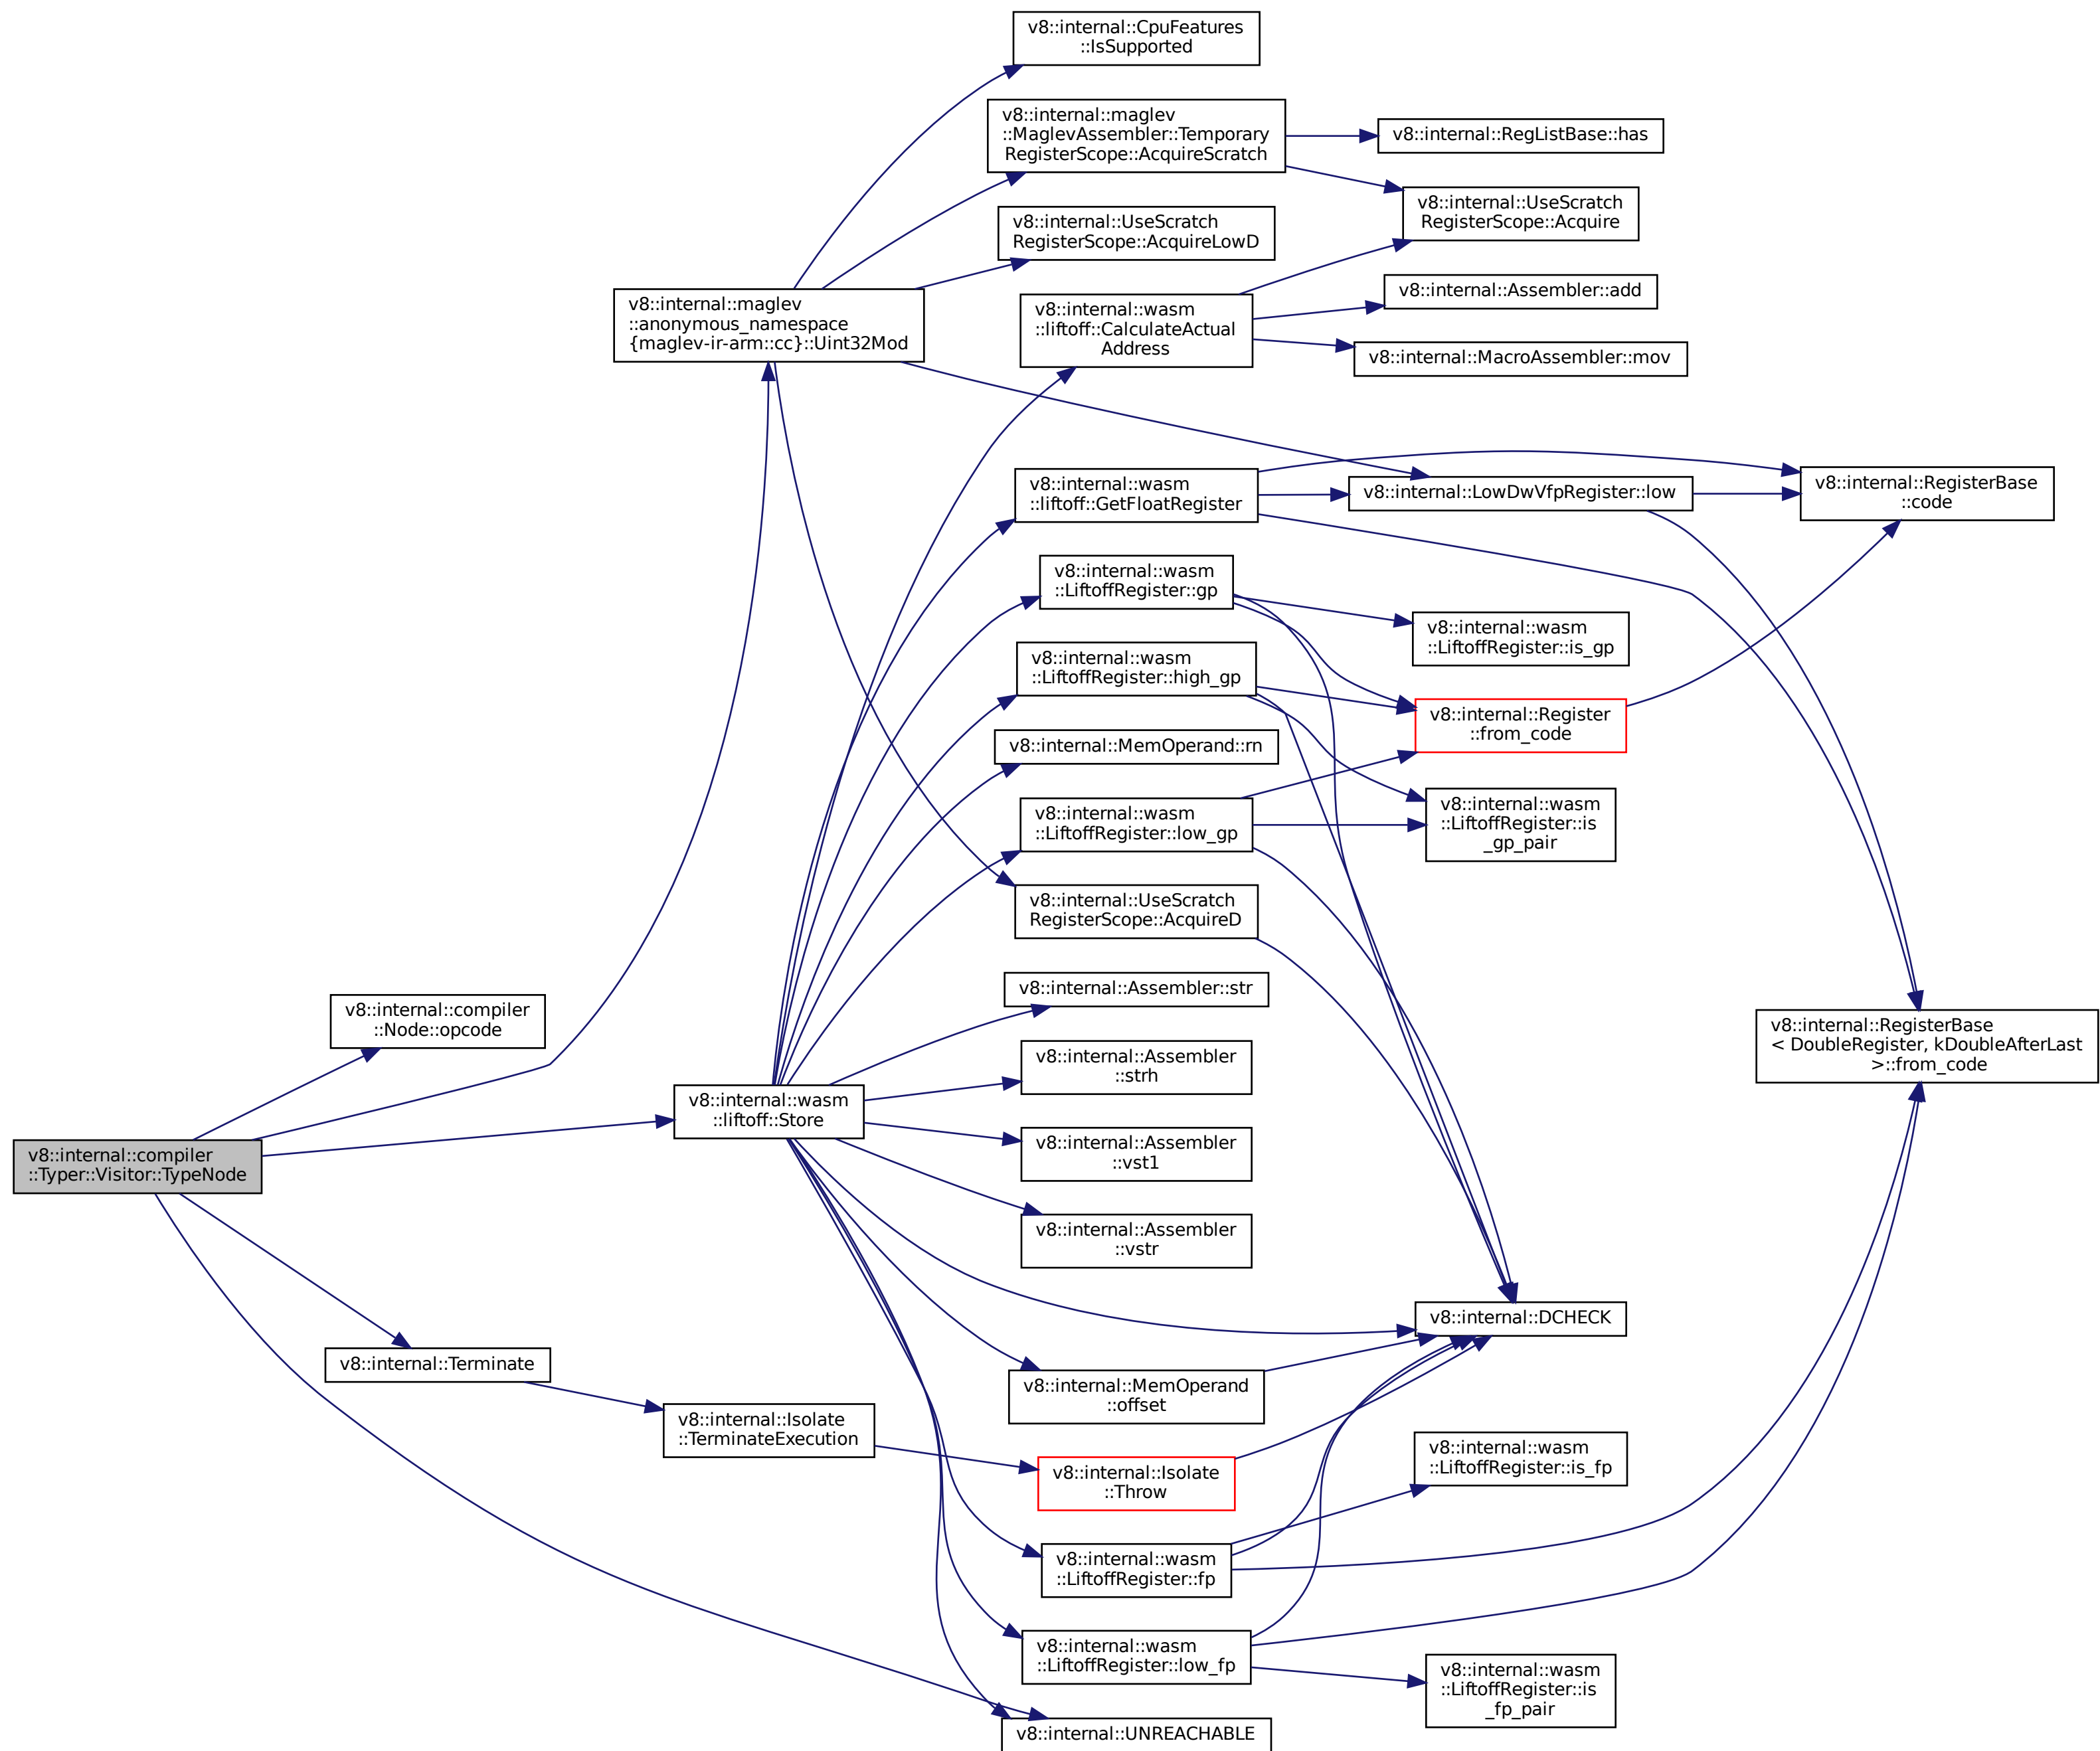 v8::internal::CpuFeatures
::IsSupported
v8::internal::maglev
::MaglevAssembler::Temporary
RegisterScope::AcquireScratch
v8::internal::RegListBase::has
v8::internal::UseScratch
RegisterScope::Acquire
v8::internal::UseScratch
RegisterScope::AcquireLowD
v8::internal::maglev
::anonymous_namespace
{maglev-ir-arm::cc}::Uint32Mod
v8::internal::wasm
::liftoff::CalculateActual
Address
v8::internal::Assembler::add
v8::internal::MacroAssembler::mov
v8::internal::wasm
::liftoff::GetFloatRegister
v8::internal::LowDwVfpRegister::low
v8::internal::RegisterBase
::code
v8::internal::wasm
::LiftoffRegister::gp
v8::internal::wasm
::LiftoffRegister::is_gp
v8::internal::wasm
::LiftoffRegister::high_gp
v8::internal::Register
::from_code
v8::internal::MemOperand::rn
v8::internal::wasm
::LiftoffRegister::low_gp
v8::internal::wasm
::LiftoffRegister::is
_gp_pair
v8::internal::UseScratch
RegisterScope::AcquireD
v8::internal::Assembler::str
v8::internal::compiler
::Node::opcode
v8::internal::RegisterBase
< DoubleRegister, kDoubleAfterLast
>::from_code
v8::internal::Assembler
::strh
v8::internal::wasm
::liftoff::Store
v8::internal::Assembler
::vst1
v8::internal::compiler
::Typer::Visitor::TypeNode
v8::internal::Assembler
::vstr
v8::internal::DCHECK
v8::internal::Terminate
v8::internal::MemOperand
::offset
v8::internal::Isolate
::TerminateExecution
v8::internal::wasm
::LiftoffRegister::is_fp
v8::internal::Isolate
::Throw
v8::internal::wasm
::LiftoffRegister::fp
v8::internal::wasm
::LiftoffRegister::low_fp
v8::internal::wasm
::LiftoffRegister::is
_fp_pair
v8::internal::UNREACHABLE